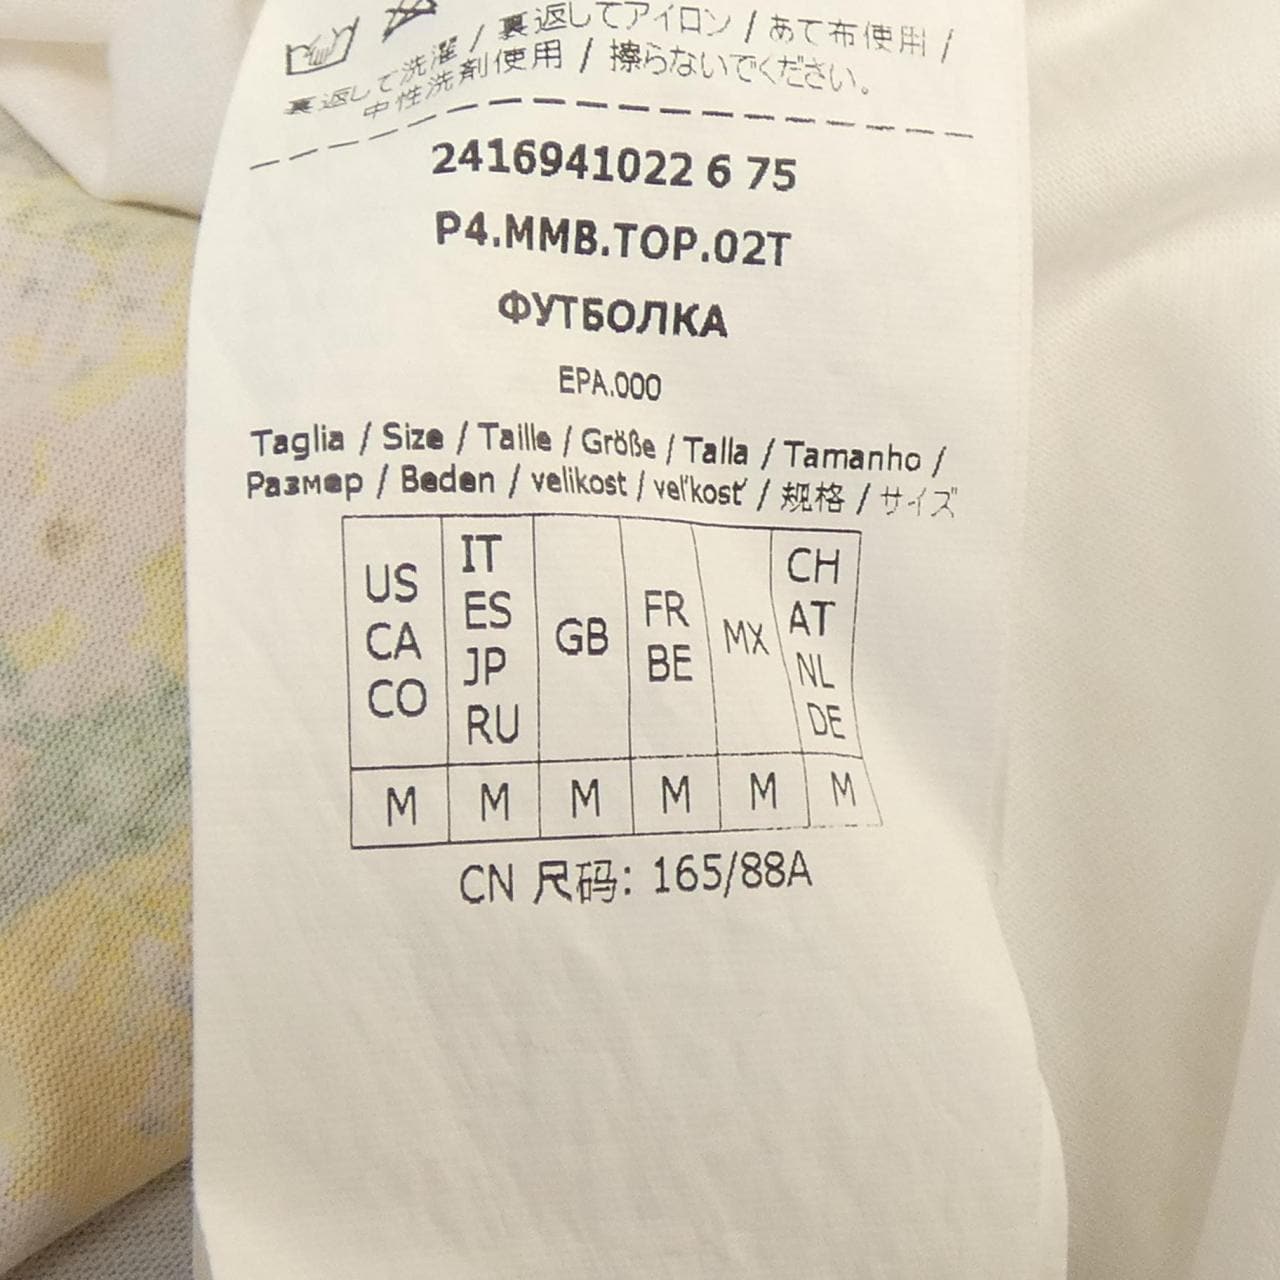 裏返して洗濯 / 裏返してアイロン / あて布使用 /
中性洗剤使用 / 擦らないでください。
2416941022 6 75
P4.MMB.TOP.02T
ФУТБОЛКА
EPA.000
Taglia / Size / Taille / Größe / Talla / Tamanho /
Размер / Beden / velikost / veľkosť / 规格 / サイズ
US CA CO
IT ES JP RU
GB
FR BE
MX
CH AT NL DE
M M M M M M
CN 尺码: 165/88A